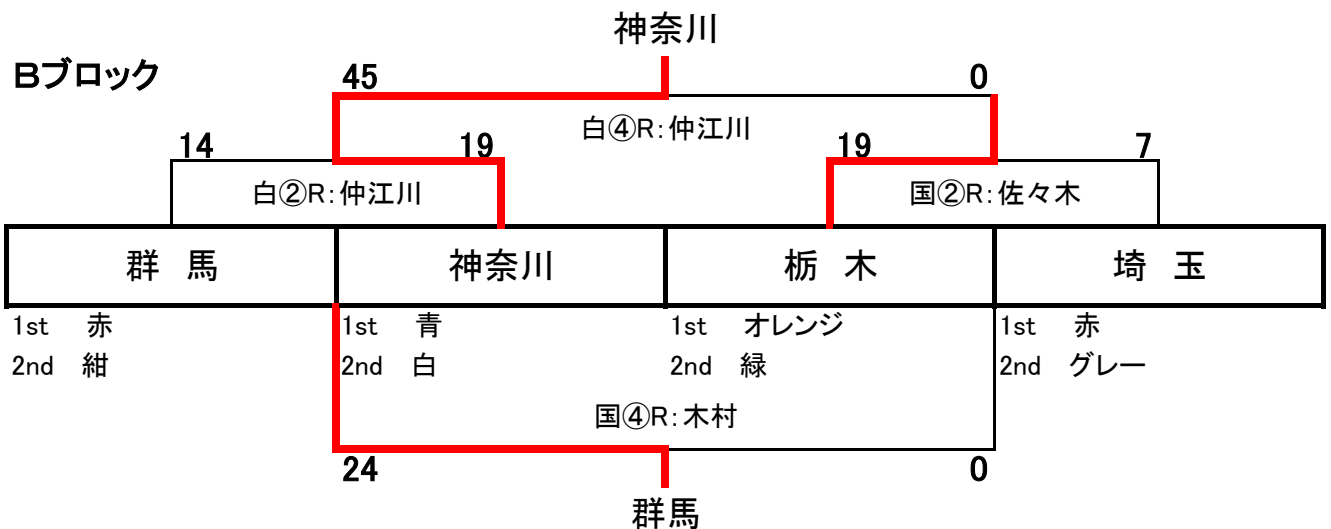 神奈川
Bブロック 45 0
白④R:仲江川
14 19 19 7
白②R:仲江川 国②R:佐々木
群 馬 神奈川 栃 木 埼 玉
1st 赤 1st 青 1st オレンジ 1st 赤
2nd 紺 2nd 白 2nd 緑 2nd グレー
国④R:木村
24 0
群馬